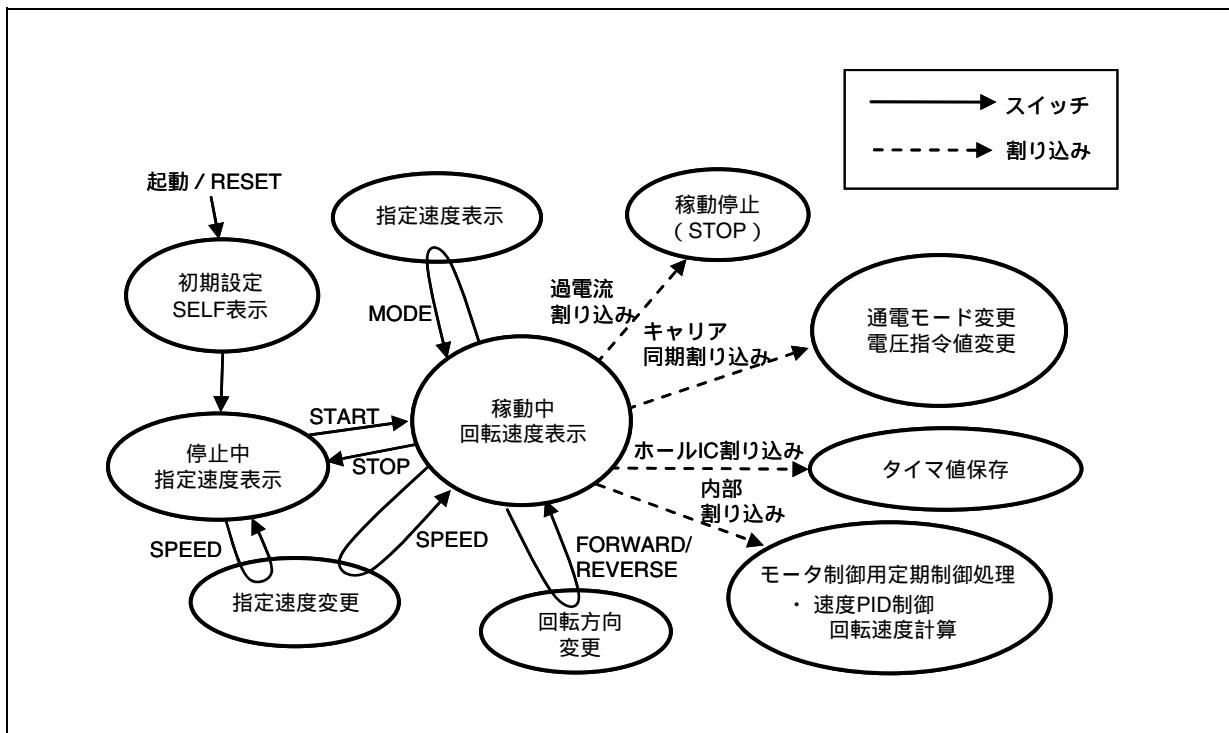 スイッチ
割り込み
起動 / RESET
指定速度表示
稼動停止
（STOP）
初期設定
SELF表示
過電流
割り込み
MODE
キャリア
同期割り込み
通電モード変更
電圧指令値変更
稼動中
回転速度表示
START
停止中
指定速度表示
STOP
ホールIC割り込み
タイマ値保存
内部
割り込み
SPEED
SPEED
FORWARD/
REVERSE
指定速度変更
回転方向
変更
モータ制御用定期制御処理
・ 速度PID制御
回転速度計算